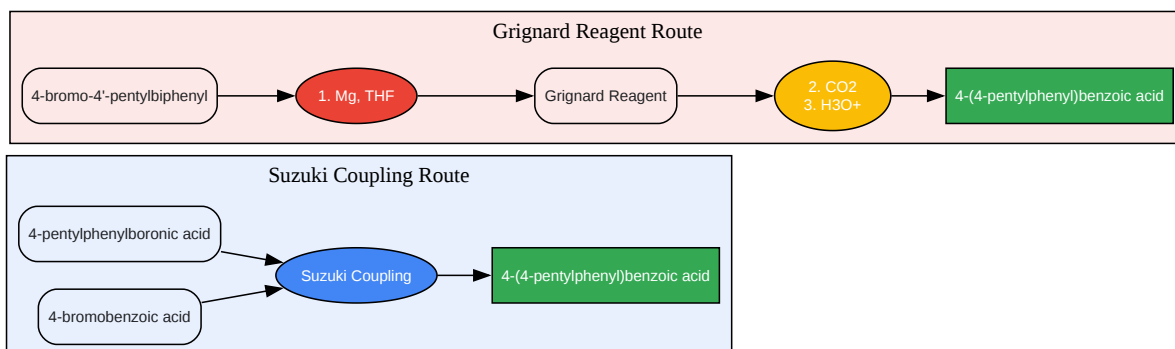 Grignard Reagent Route
4-bromo-4'-pentylbiphenyl
1. Mg, THF
Grignard Reagent
2. CO2
3. H3O+
4-(4-pentylphenyl)benzoic acid
Suzuki Coupling Route
4-pentylphenylboronic acid
4-bromobenzoic acid
Suzuki Coupling
4-(4-pentylphenyl)benzoic acid